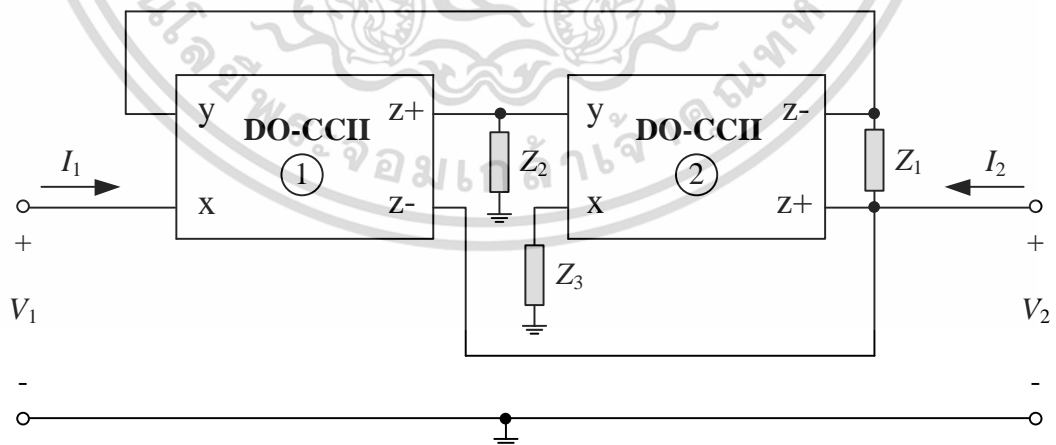 y
DO-CCII
1
z+
z-
x
I1
+
V1
-
Z2
Z3
y
DO-CCII
2
z-
z+
x
Z1
I2
+
V2
-